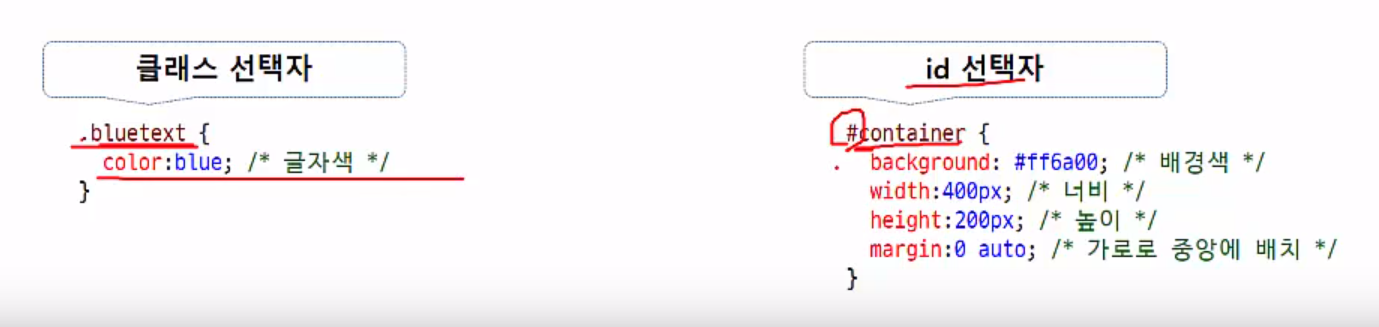 클래스 선택자
.bluetext {
color:blue; /* 글자색 */
}
id 선택자
#container {
background: #ff6a00; /* 배경색 */
width:400px; /* 너비 */
height:200px; /* 높이 */
margin:0 auto; /* 가로로 중앙에 배치 */
}